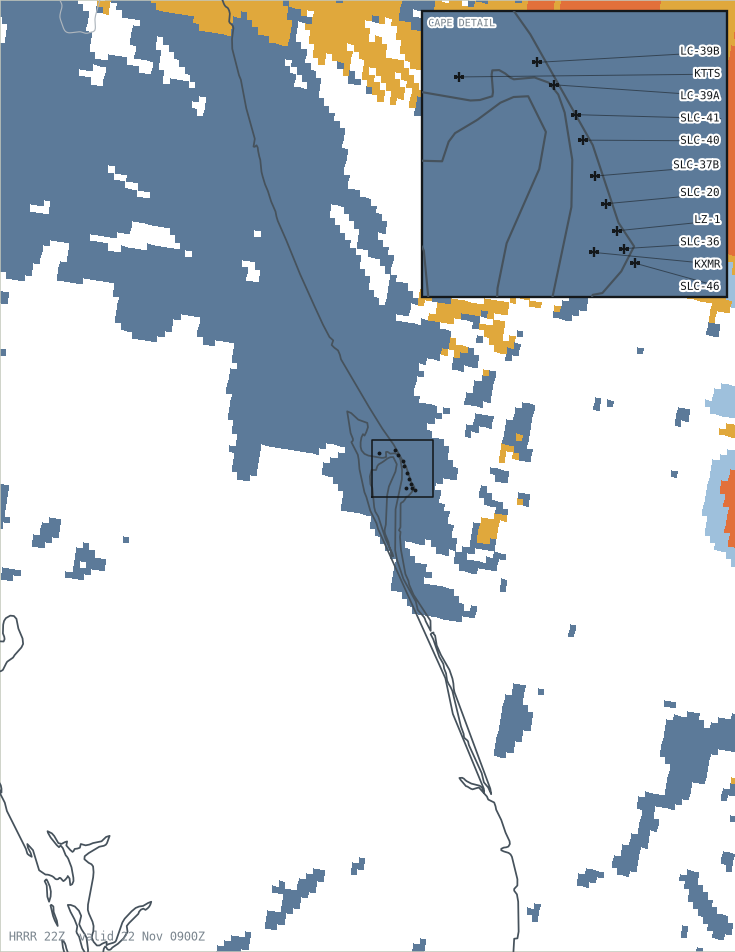 CAPE DETAIL
LC-39B
KTTS
LC-39A
SLC-41
SLC-40
SLC-37B
SLC-20
LZ-1
SLC-36
KXMR
SLC-46
HRRR 22Z valid 22 Nov 0900Z